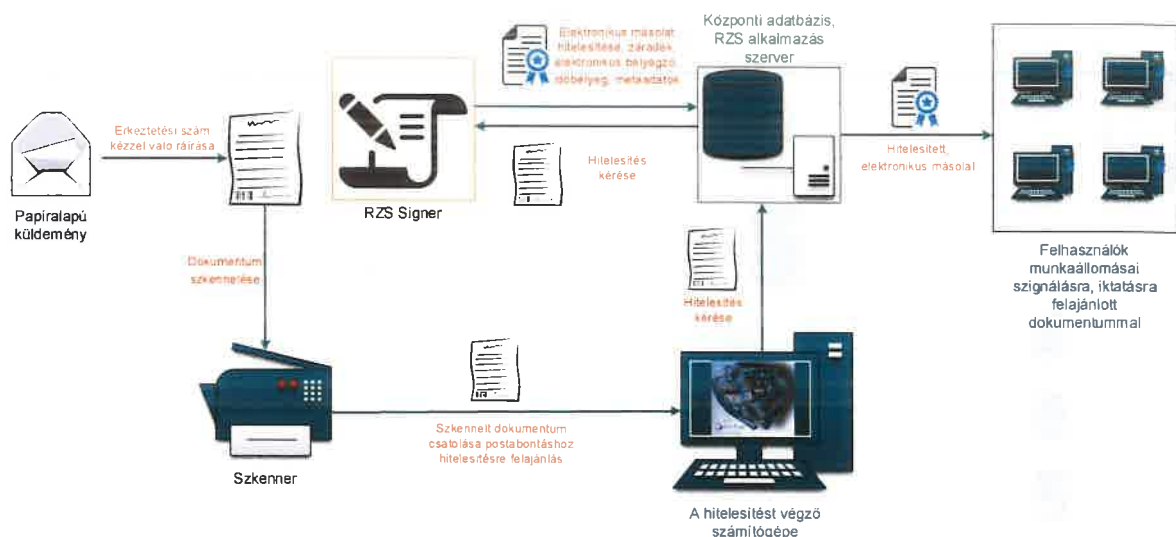 Központi adatbázis,
RZS alkalmazás
szerver
Elektronikus másolat
hitelesítése, záradék,
elektronikus bélyegző,
időbélyeg, metaadatok
Érkeztetési szám
kézzel való ráírása
Papíralapú
küldemény
RZS Signer
Hitelesítés
kérése
Hitelesített,
elektronikus másolat
Felhasználók
munkaállomásai
szignálásra, iktatásra
felajánlott
dokumentummal
Dokumentum
szkennelése
Hitelesítés
kérése
Szkennelt dokumentum
csatolása postabontáshoz
hitelesítésre felajánlás
Szkenner
A hitelesítést végző
számítógépe